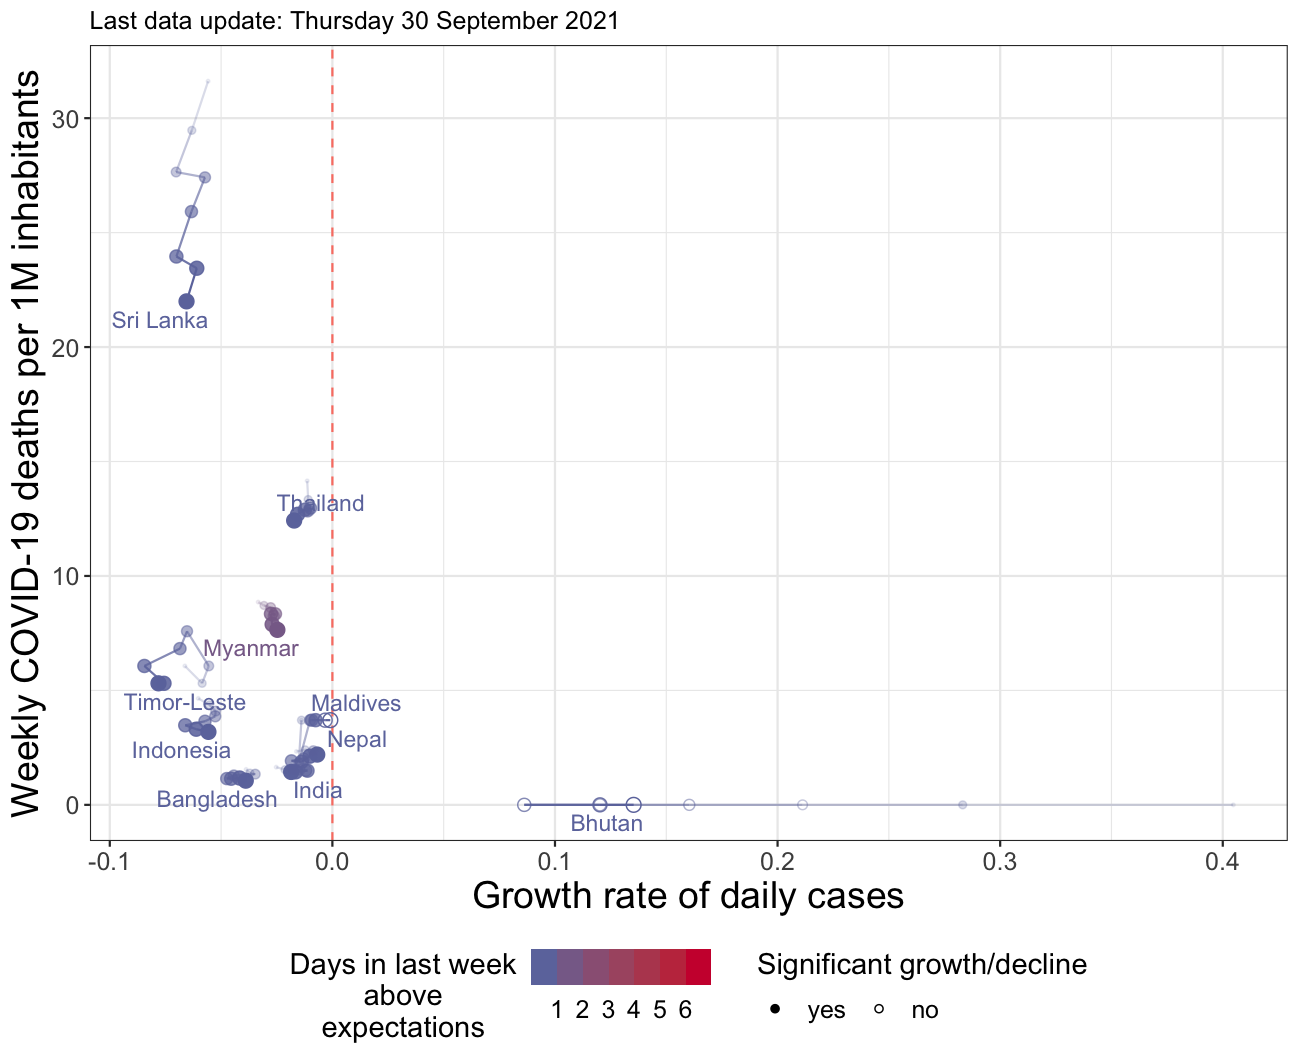 Last data update: Thursday 30 September 2021
Weekly COVID-19 deaths per 1M inhabitants
30
20
10
0
Sri Lanka
Thailand
Myanmar
Timor-Leste
Maldives
Nepal
Indonesia
India
Bangladesh
Bhutan
-0.1
0.0
0.1
0.2
0.3
0.4
Growth rate of daily cases
Days in last week
above
expectations
1 2 3 4 5 6
Significant growth/decline
yes
no